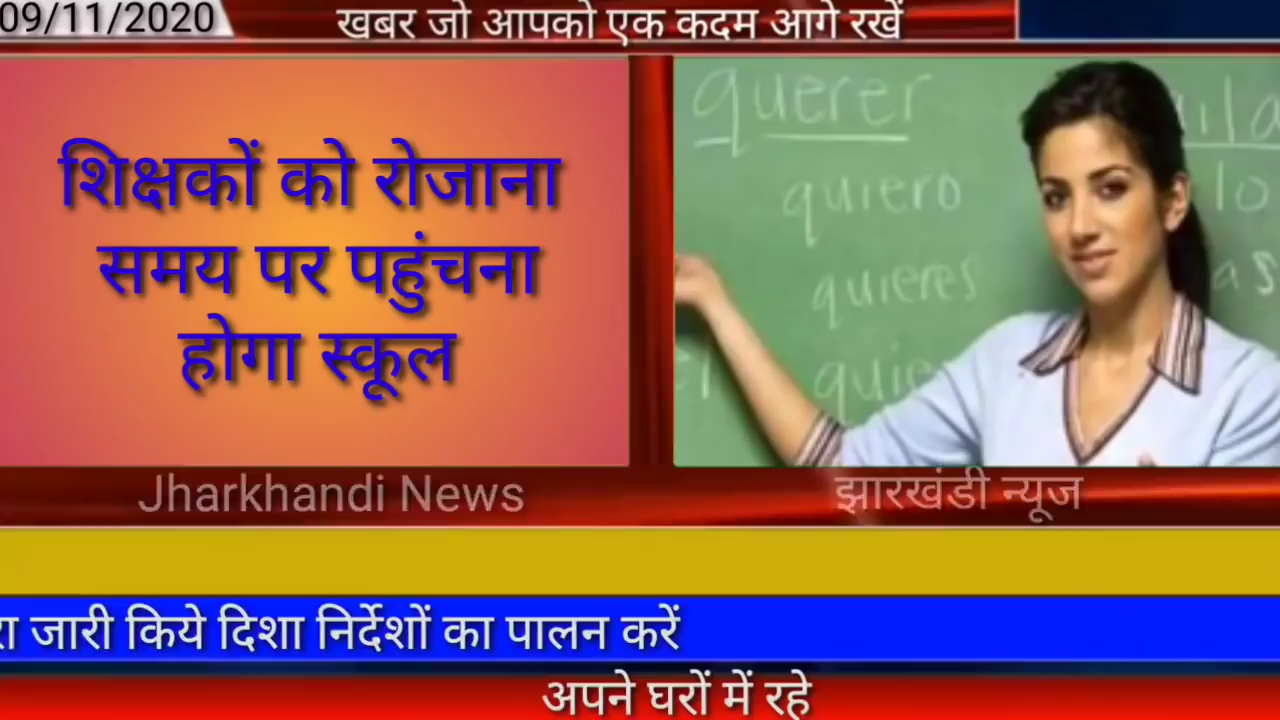 09/11/2020
खबर जो आपको एक कदम आगे रखें
शिक्षकों को रोजाना
समय पर पहुंचना
होगा स्कूल
querer
quiero
quieres
Jharkhandi News
झारखंडी न्यूज
जारी किये दिशा निर्देशों का पालन करें
अपने घरों में रहे